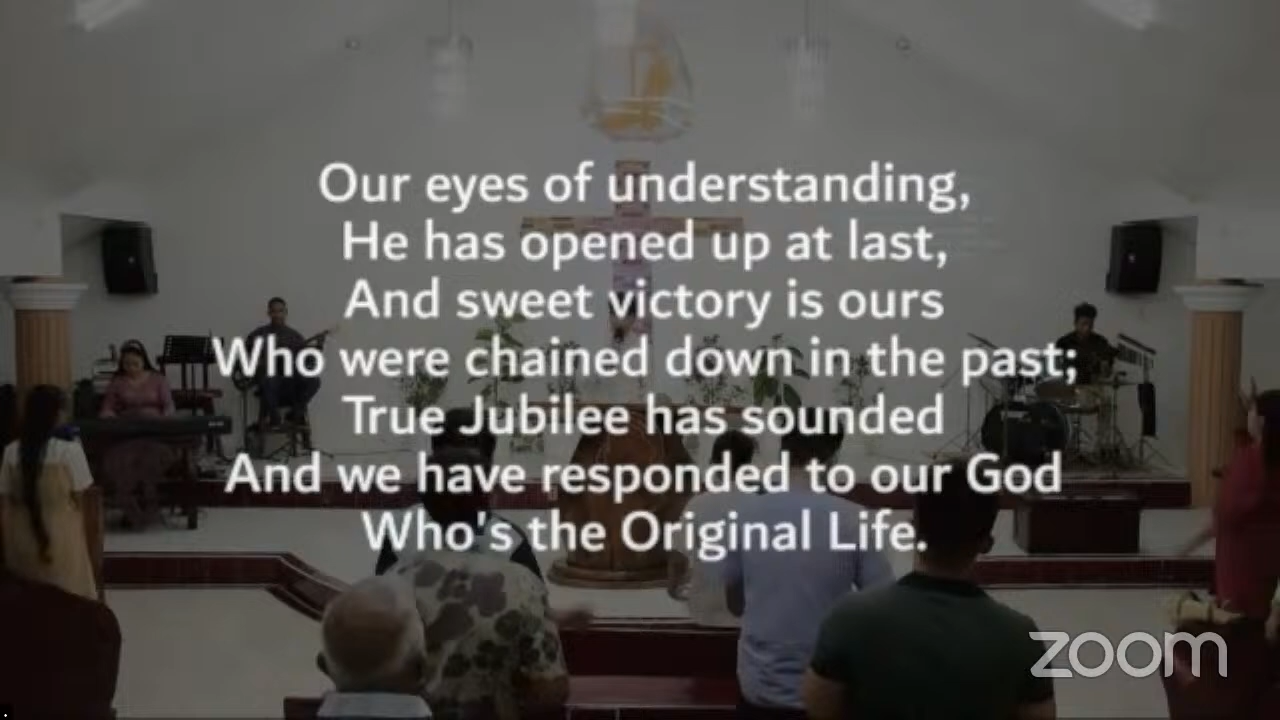 Our eyes of understanding,
He has opened up at last,
And sweet victory is ours
Who were chained down in the past;
True Jubilee has sounded
And we have responded to our God
Who's the Original Life.
zoom